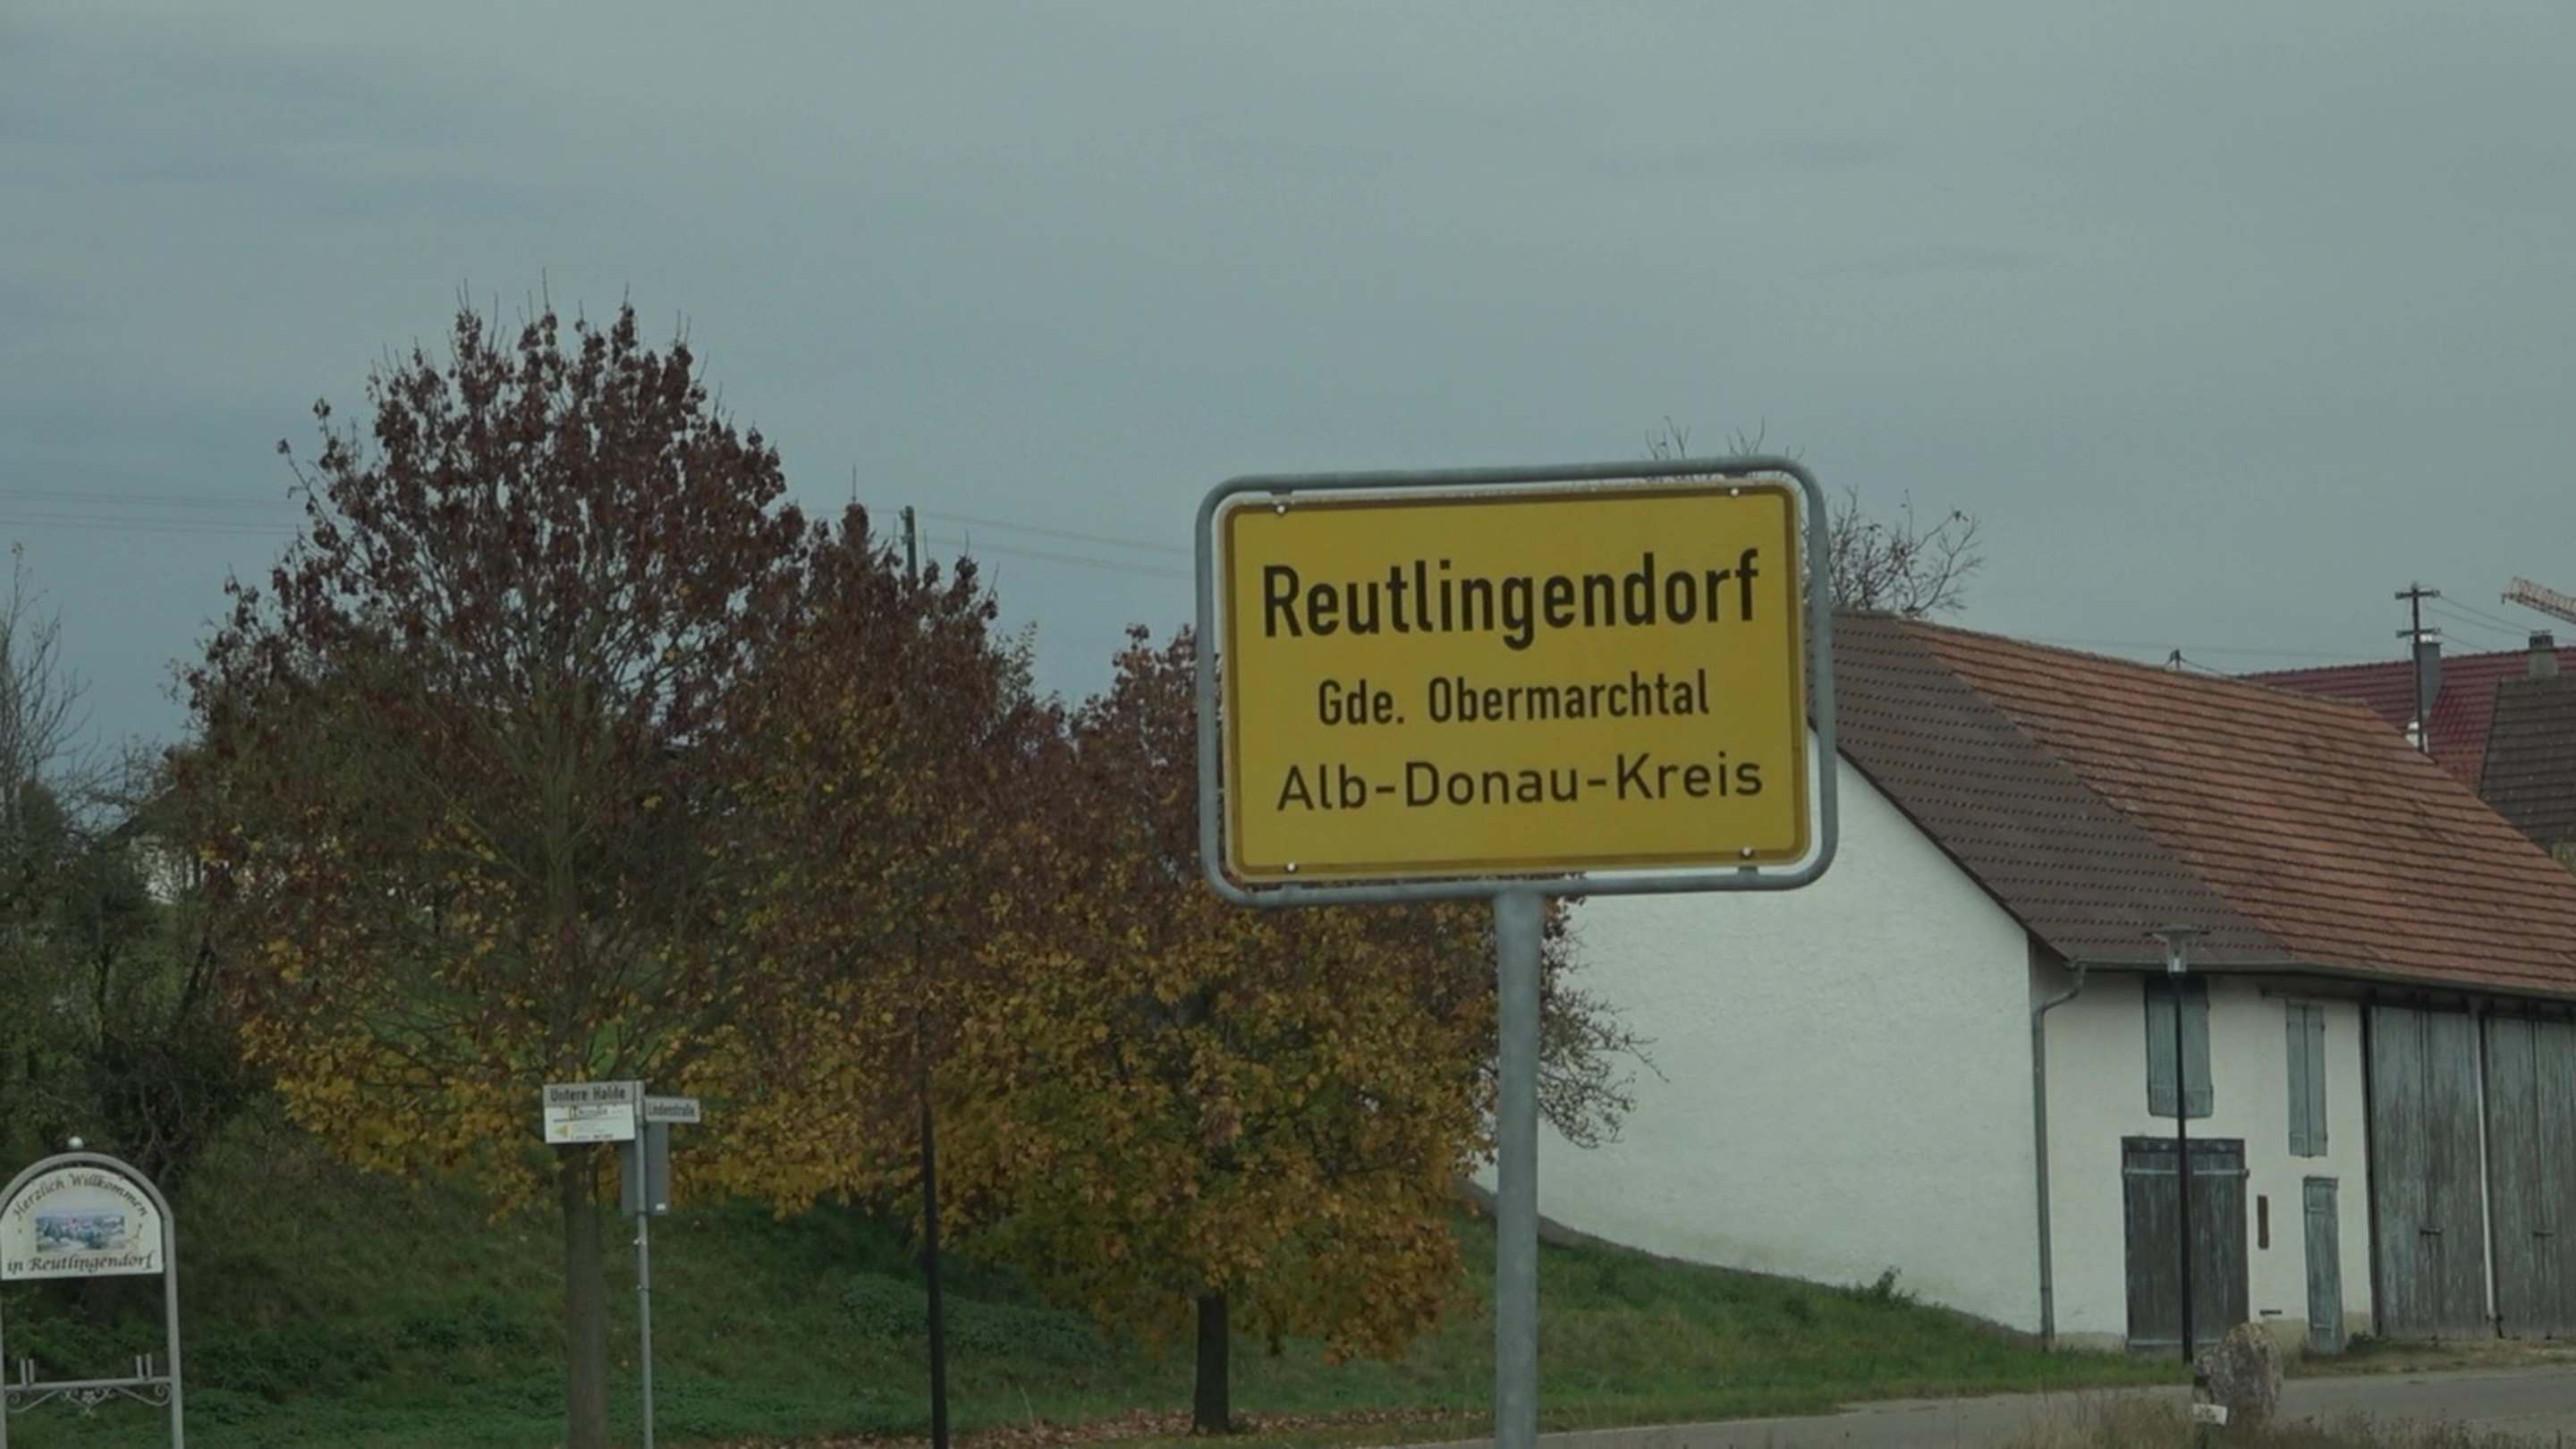 Reutlingendorf
Gde. Obermarchtal
Alb-Donau-Kreis
Untere Halde
Lindenstraße
Herzlich Willkommen
in Reutlingendorf